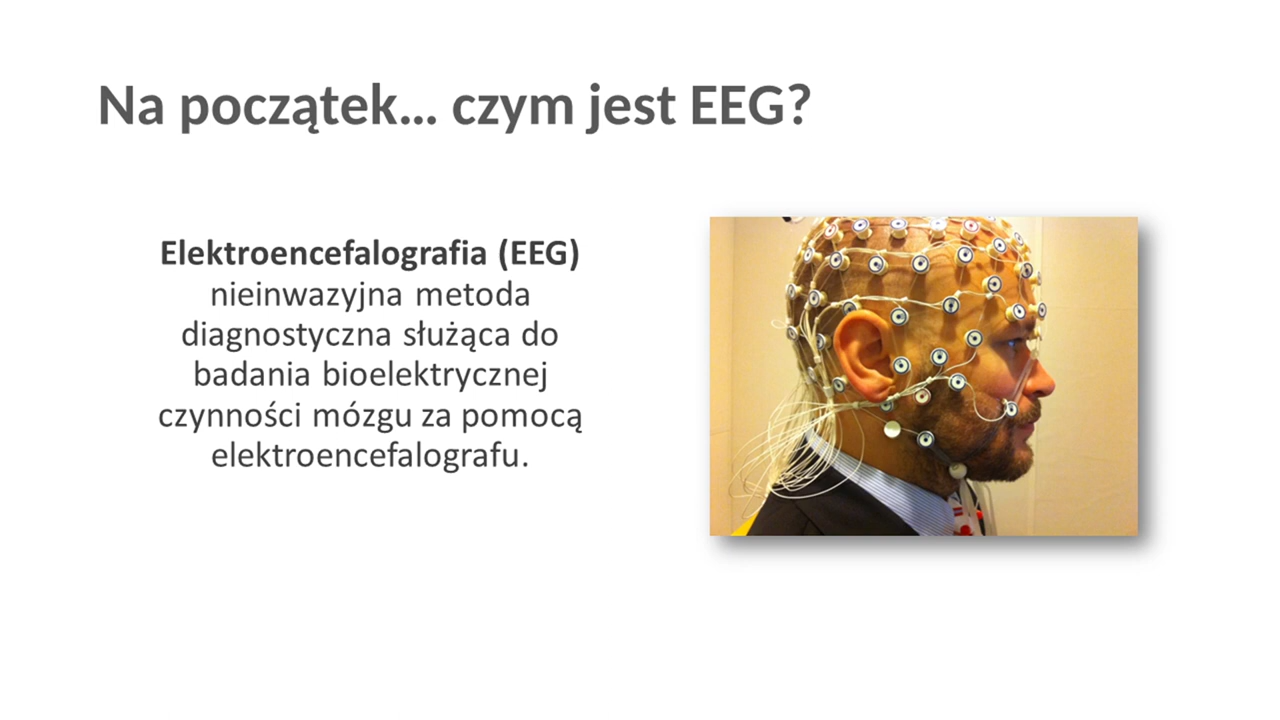 Na początek... czym jest EEG?
Elektroencefalografia (EEG)
nieinwazyjna metoda
diagnostyczna służąca do
badania bioelektrycznej
czynności mózgu za pomocą
elektroencefalografu.